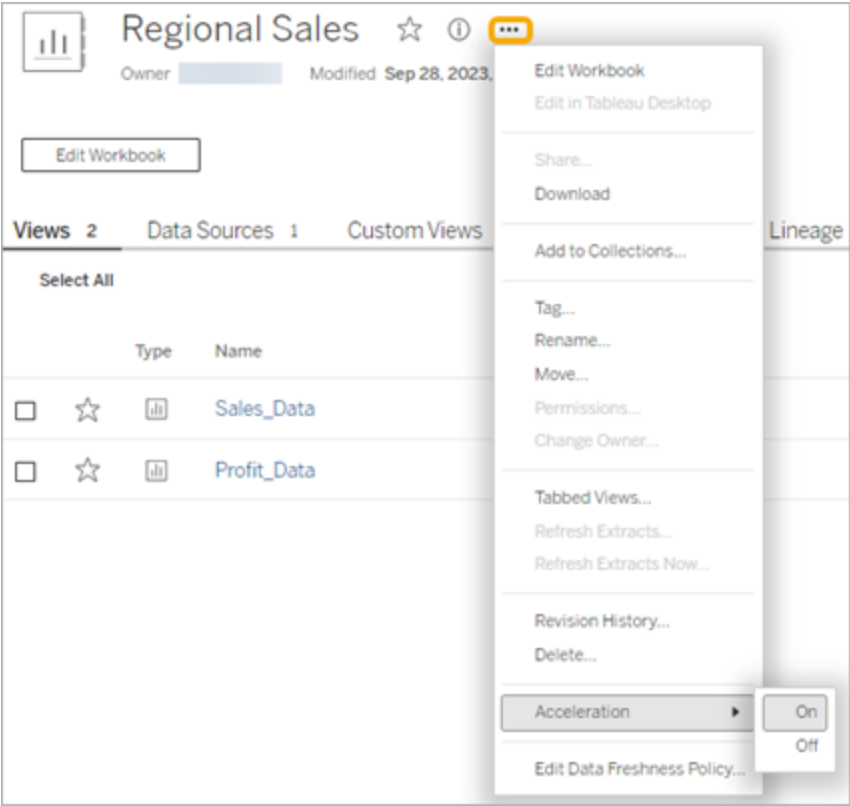 Regional Sales
Owner Modified Sep 28, 2023,
Edit Workbook
Views 2 Data Sources 1 Custom Views Lineage
Select All
Type Name
Sales_Data
Profit_Data
Edit Workbook
Edit in Tableau Desktop
Share...
Download
Add to Collections...
Tag...
Rename...
Move...
Permissions...
Change Owner...
Tabbed Views...
Refresh Extracts...
Refresh Extracts Now...
Revision History...
Delete...
Acceleration
On
Off
Edit Data Freshness Policy...